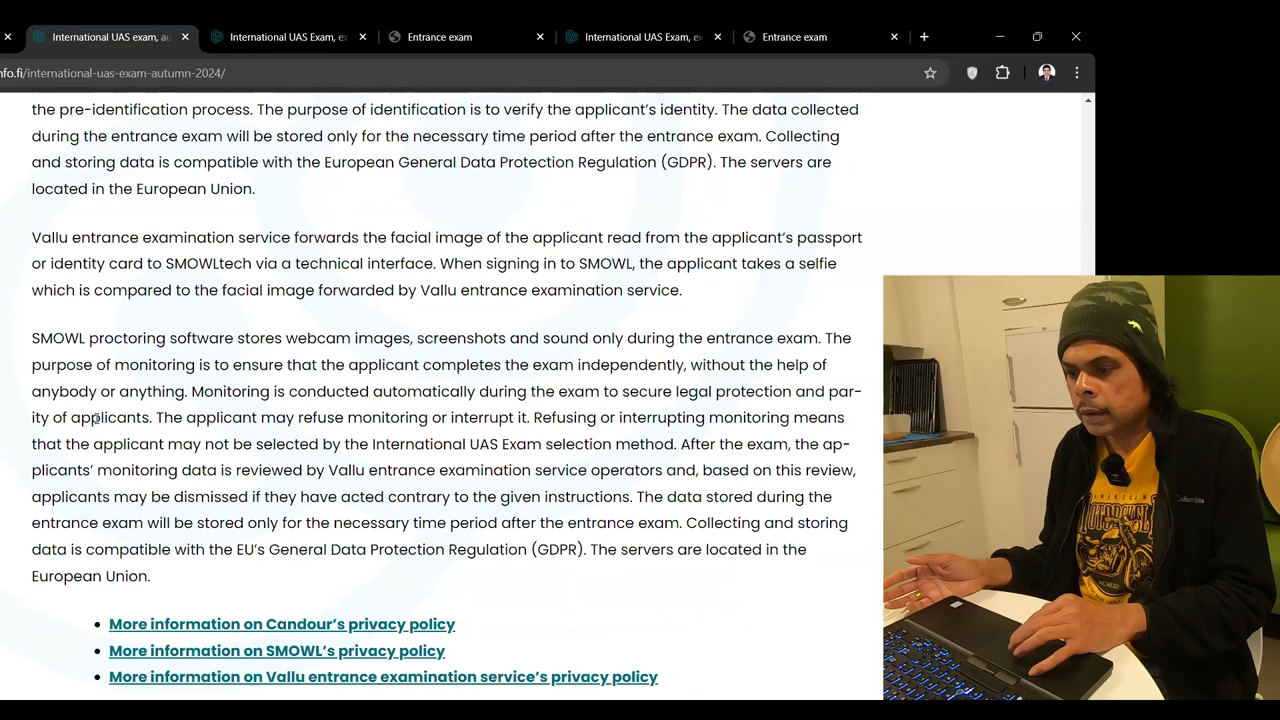 International UAS exam, au
International UAS Exam, ex
Entrance exam
International UAS Exam, ex
Entrance exam
nfo.fi/international-uas-exam-autumn-2024/
the pre-identification process. The purpose of identification is to verify the applicant's identity. The data collected
during the entrance exam will be stored only for the necessary time period after the entrance exam. Collecting
and storing data is compatible with the European General Data Protection Regulation (GDPR). The servers are
located in the European Union.
Vallu entrance examination service forwards the facial image of the applicant read from the applicant's passport
or identity card to SMOWLtech via a technical interface. When signing in to SMOWL, the applicant takes a selfie
which is compared to the facial image forwarded by Vallu entrance examination service.
SMOWL proctoring software stores webcam images, screenshots and sound only during the entrance exam. The
purpose of monitoring is to ensure that the applicant completes the exam independently, without the help of
anybody or anything. Monitoring is conducted automatically during the exam to secure legal protection and par-
ity of applicants. The applicant may refuse monitoring or interrupt it. Refusing or interrupting monitoring means
that the applicant may not be selected by the International UAS Exam selection method. After the exam, the ap-
plicants' monitoring data is reviewed by Vallu entrance examination service operators and, based on this review,
applicants may be dismissed if they have acted contrary to the given instructions. The data stored during the
entrance exam will be stored only for the necessary time period after the entrance exam. Collecting and storing
data is compatible with the EU's General Data Protection Regulation (GDPR). The servers are located in the
European Union.
More information on Candour's privacy policy
More information on SMOWL's privacy policy
More information on Vallu entrance examination service's privacy policy
Columbia
AMERICAN
MOTORCYCLE